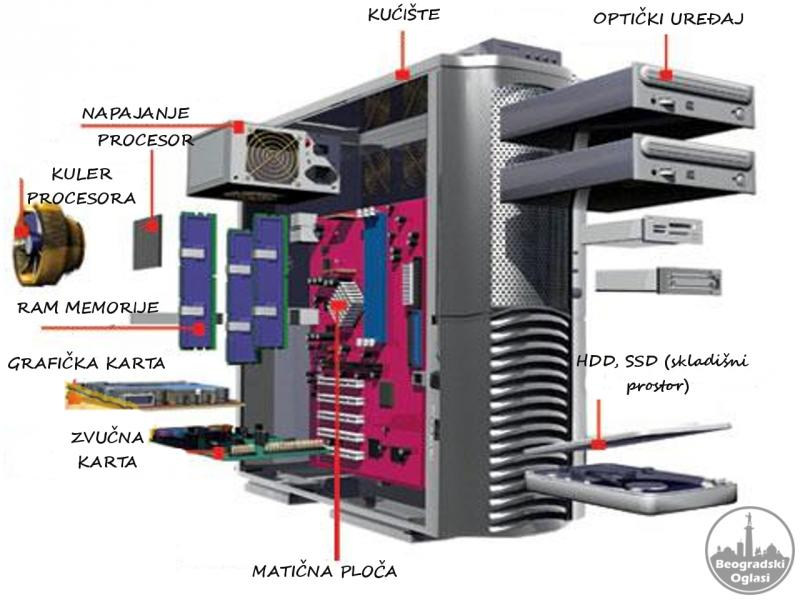 KUĆIŠTE
OPTIČKI UREĐAJ
NAPAJANJE
PROCESOR
KULER
PROCESORA
RAM MEMORIJE
GRAFIČKA KARTA
HDD, SSD (skladišni
prostor)
ZVUČNA
KARTA
MATIČNA PLOČA
Beogradski
Oglasi